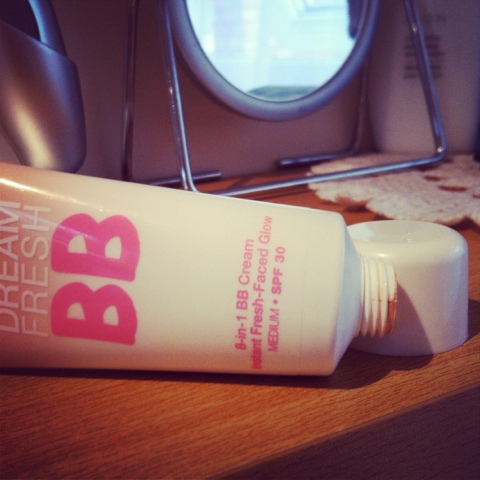 DREAM
FRESH
BB
8-in-1 BB Cream
Instant Fresh-Faced Glow
MEDIUM • SPF 30